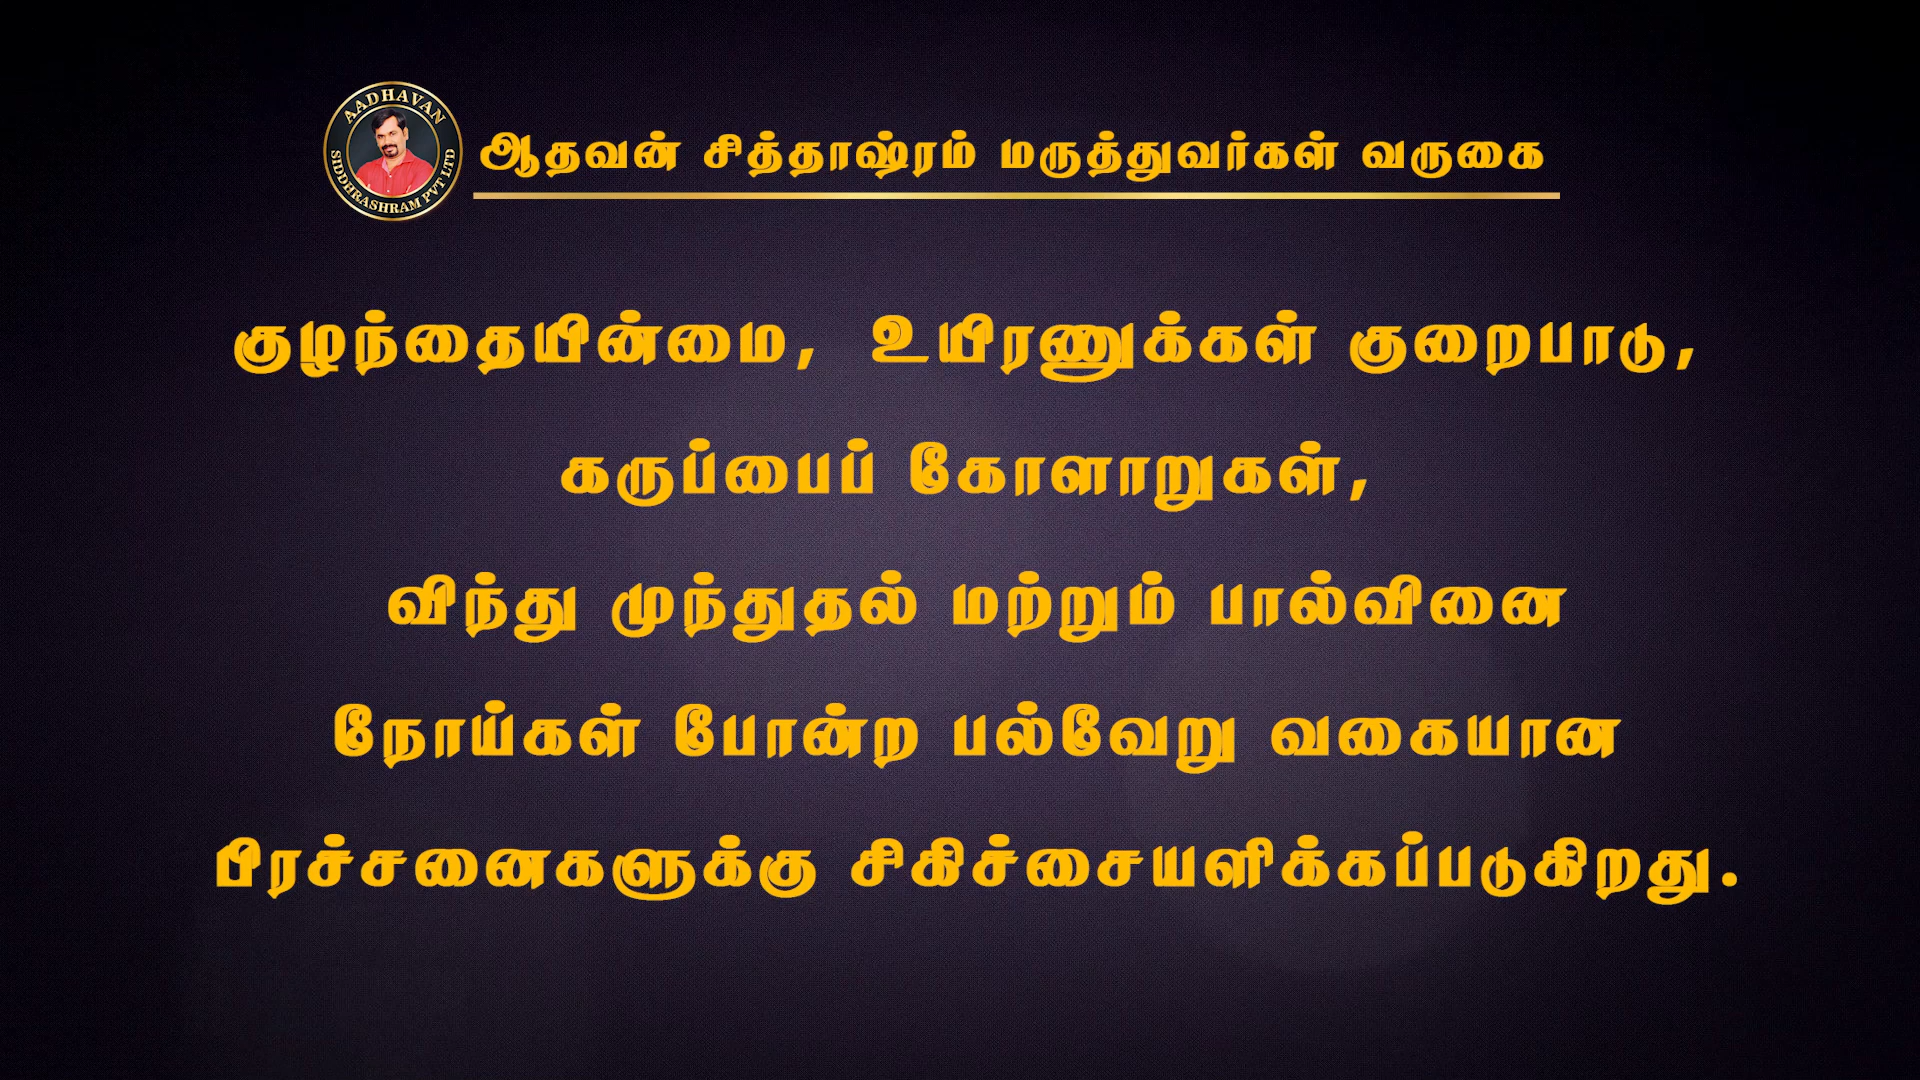 AADHAVAN
SIDDHRASHRAM PVT LTD
ஆதவன் சித்தாஷ்ரம் மருத்துவர்கள் வருகை
குழந்தையின்மை, உயிரணுக்கள் குறைபாடு,
கருப்பைப் கோளாறுகள்,
விந்து முந்துதல் மற்றும் பால்வினை
நோய்கள் போன்ற பல்வேறு வகையான
பிரச்சனைகளுக்கு சிகிச்சையளிக்கப்படுகிறது.